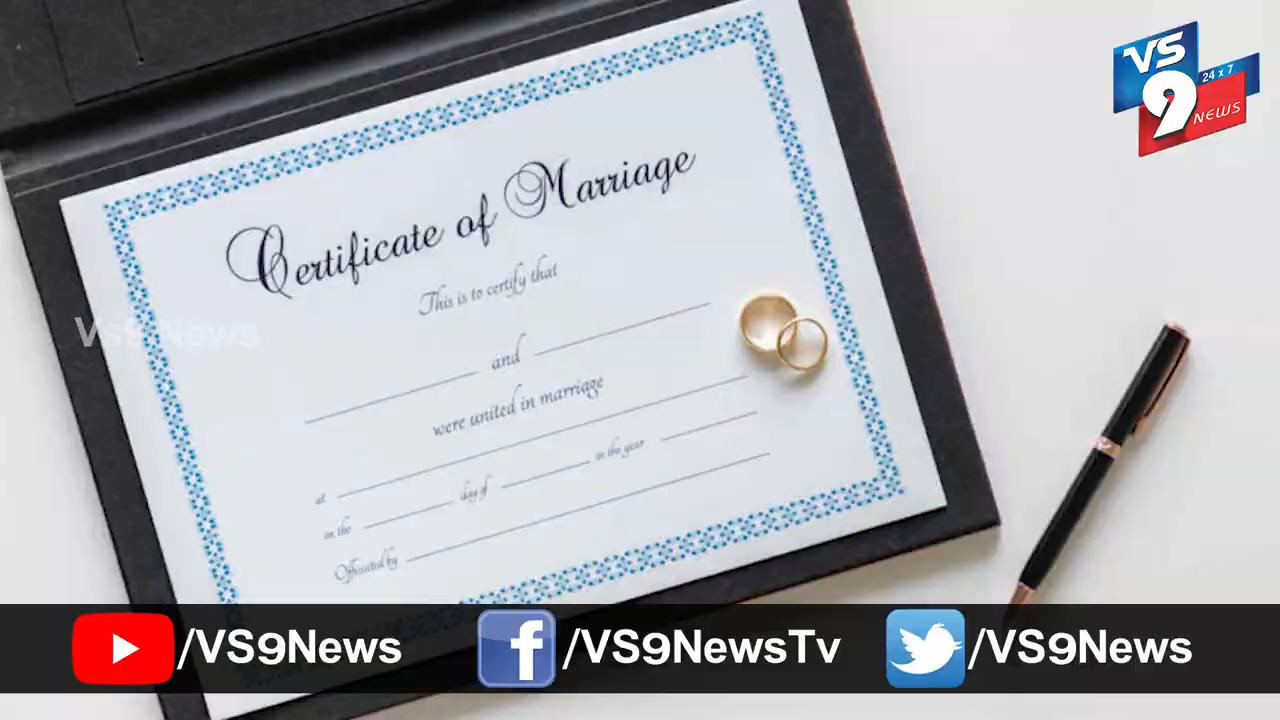 VS
24 x 7
9
NEWS
Certificate of Marriage
This is to certify that
and
were united in marriage
at
on the day of in the year
Officiated by
Vs9 News
/VS9News /VS9NewsTv /VS9News